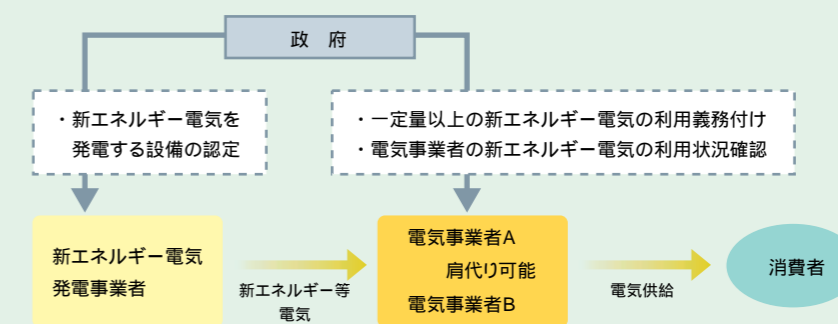 政　府
・新エネルギー電気を
発電する設備の認定
・一定量以上の新エネルギー電気の利用義務付け
・電気事業者の新エネルギー電気の利用状況確認
新エネルギー電気
発電事業者
新エネルギー等
電気
電気事業者A
肩代り可能
電気事業者B
電気供給
消費者